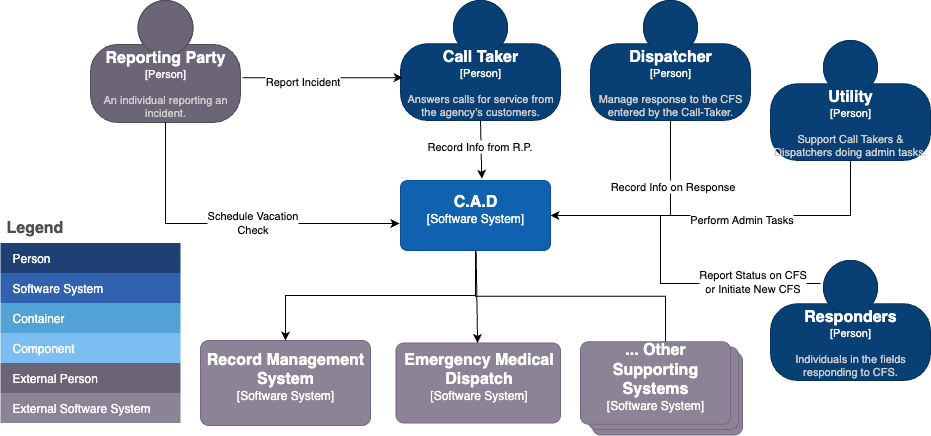 Reporting Party
[Person]
An individual reporting an
incident.
Report Incident
Call Taker
[Person]
Answers calls for service from
the agency's customers.
Dispatcher
[Person]
Manage response to the CFS
entered by the Call-Taker.
Utility
[Person]
Support Call Takers &
Dispatchers doing admin tasks.
Record Info from R.P.
Record Info on Response
C.A.D
[Software System]
Schedule Vacation
Check
Perform Admin Tasks
Report Status on CFS
or Initiate New CFS
Responders
[Person]
Individuals in the fields
responding to CFS.
Legend
Person
Software System
Container
Component
External Person
External Software System
Record Management
System
[Software System]
Emergency Medical
Dispatch
[Software System]
... Other
Supporting
Systems
[Software System]